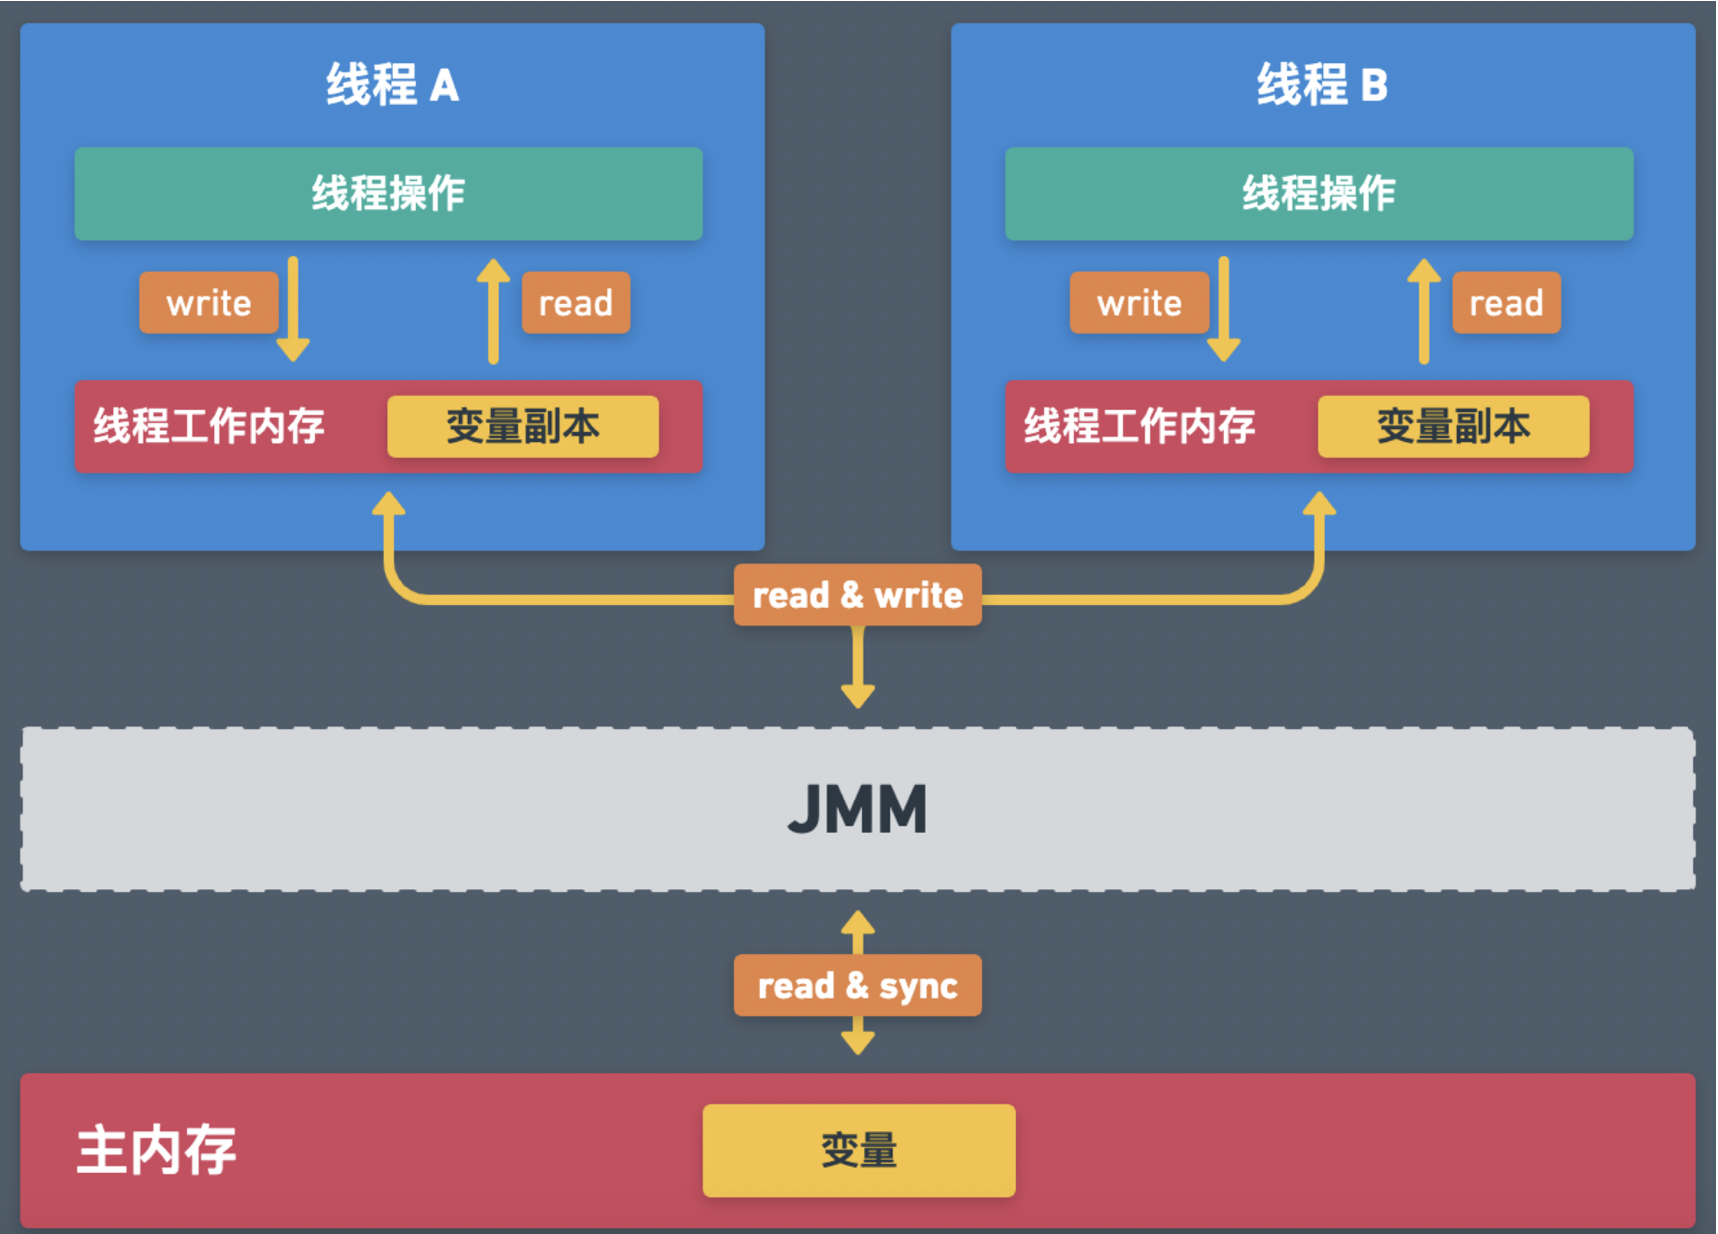 线程 A
线程操作
write
read
线程工作内存
变量副本
线程 B
线程操作
write
read
线程工作内存
变量副本
read & write
JMM
read & sync
主内存
变量